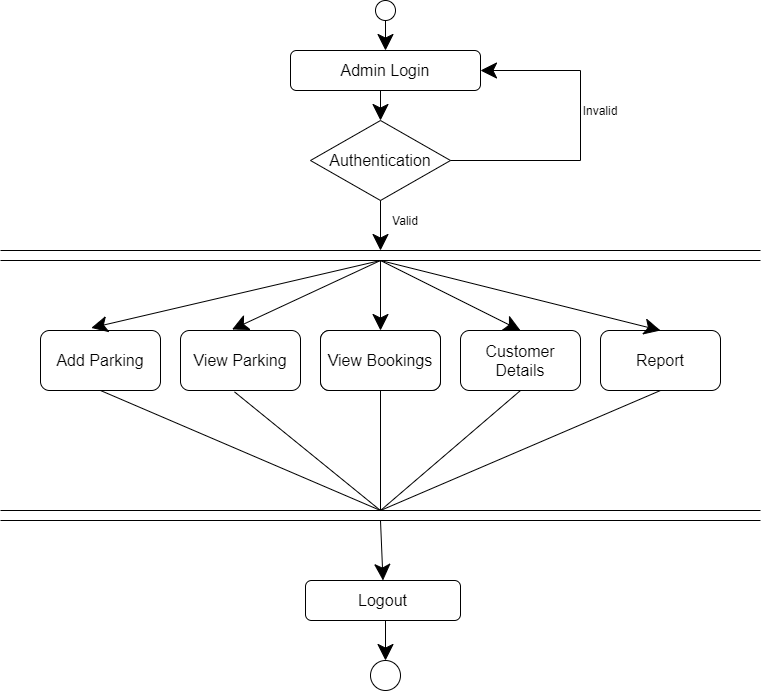 Admin Login
Invalid
Authentication
Valid
Add Parking
View Parking
View Bookings
Customer
Details
Report
Logout